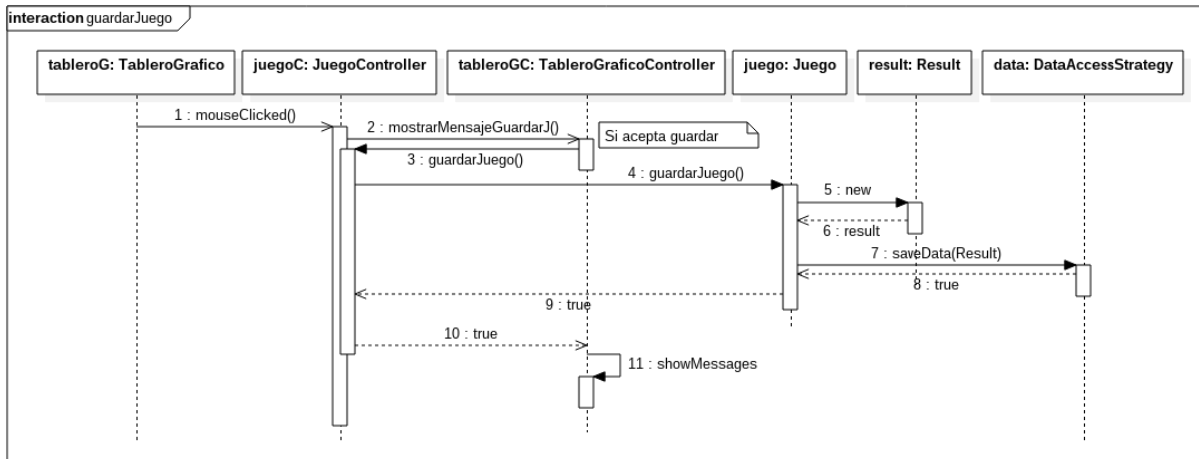 interaction guardarJuego
tableroG: TableroGrafico
juegoC: JuegoController
tableroGC: TableroGraficoController
juego: Juego
result: Result
data: DataAccessStrategy
1 : mouseClicked()
2 : mostrarMensajeGuardarJ()
Si acepta guardar
3 : guardarJuego()
4 : guardarJuego()
5 : new
6 : result
7 : saveData(Result)
8 : true
9 : true
10 : true
11 : showMessages